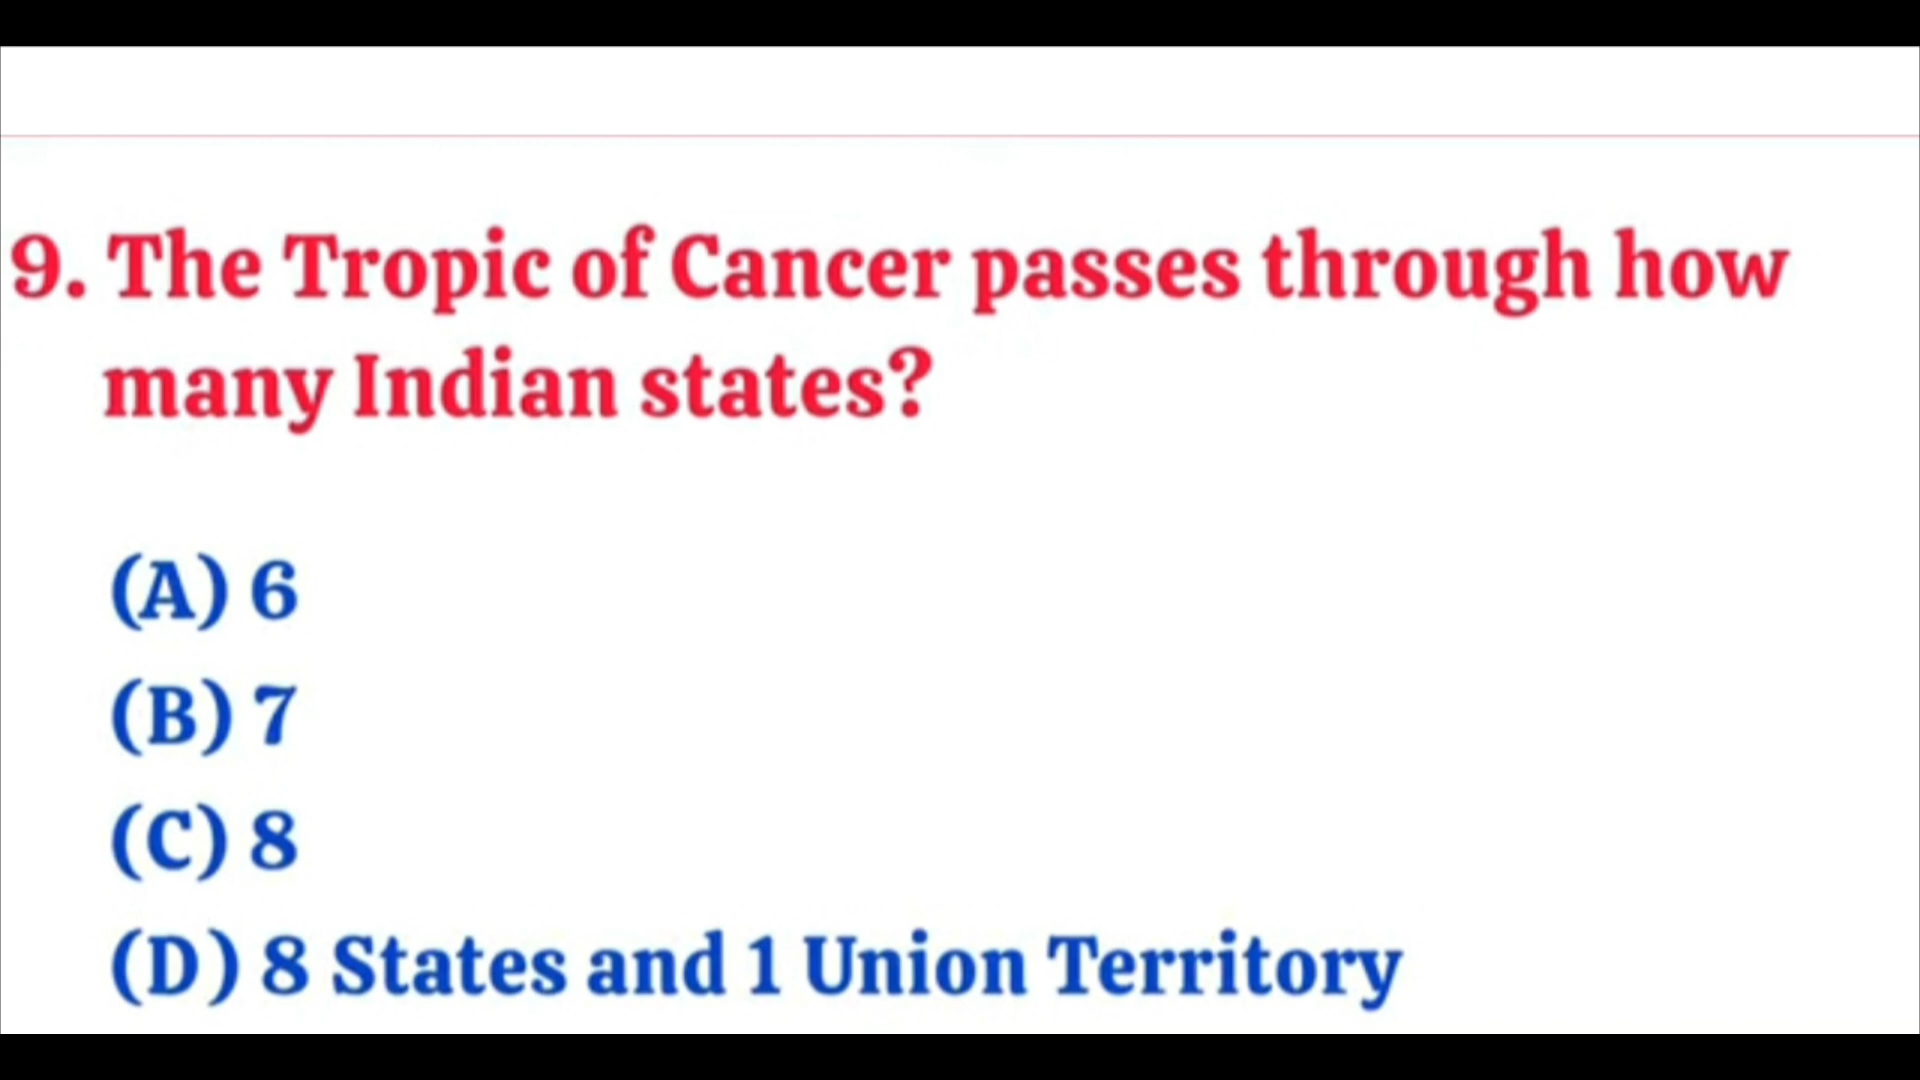 9. The Tropic of Cancer passes through how
many Indian states?
(A) 6
(B) 7
(C) 8
(D) 8 States and 1 Union Territory